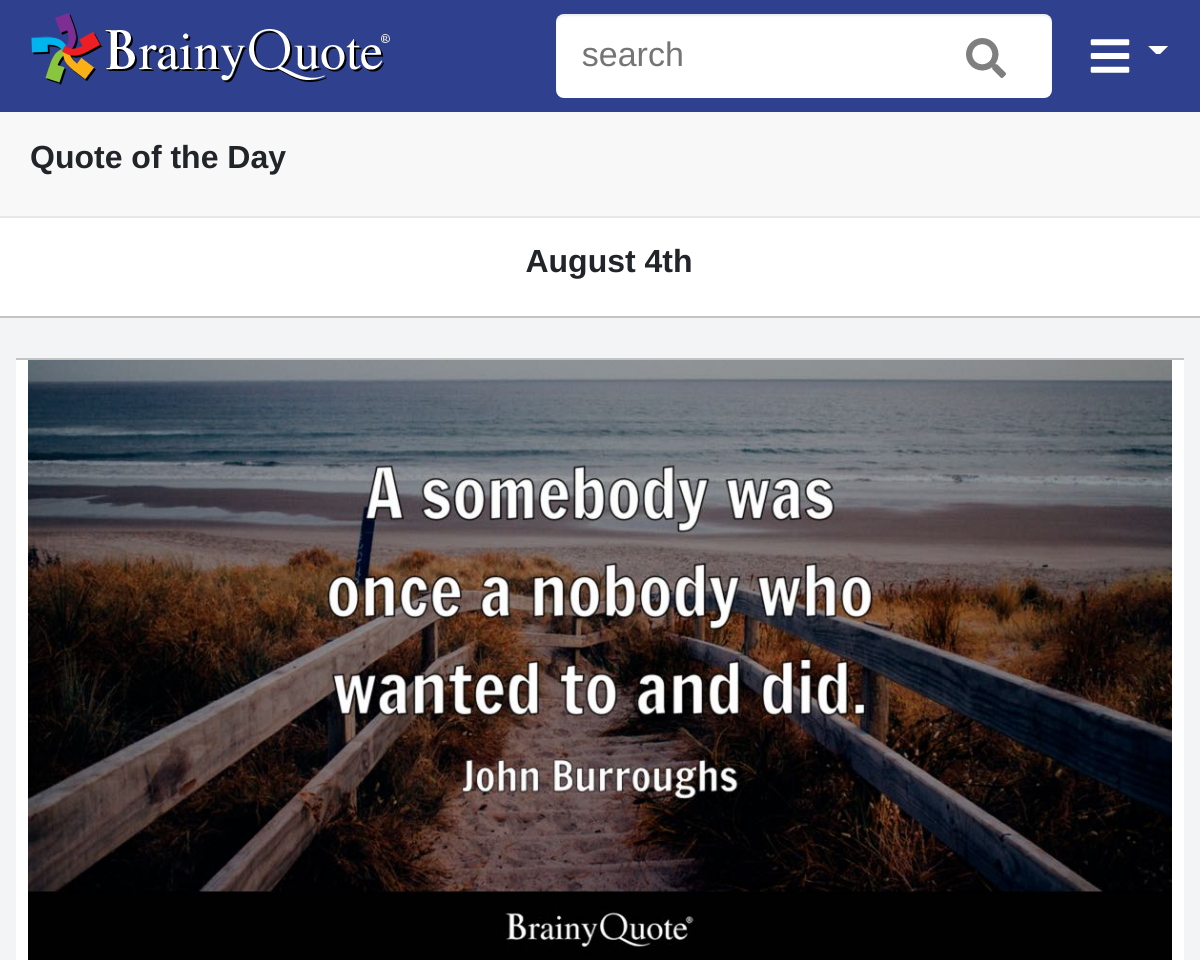 BrainyQuote®
search
Quote of the Day
August 4th
A somebody was
once a nobody who
wanted to and did.
John Burroughs
BrainyQuote®